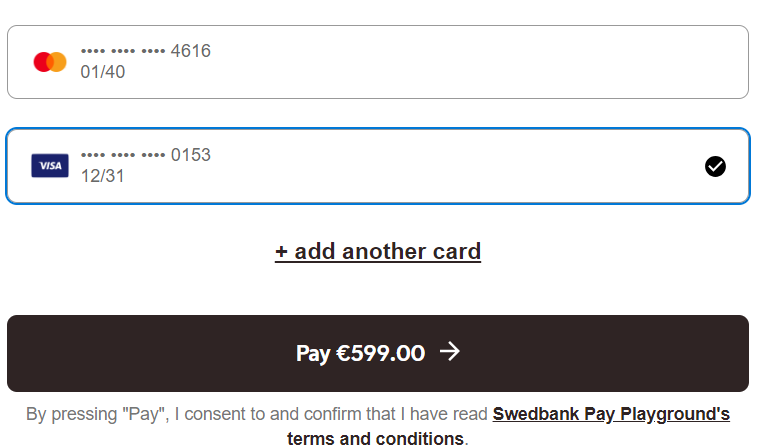 •••• •••• •••• 4616
01/40
VISA
•••• •••• •••• 0153
12/31
+ add another card
Pay €599.00 →
By pressing "Pay", I consent to and confirm that I have read Swedbank Pay Playground's
terms and conditions.